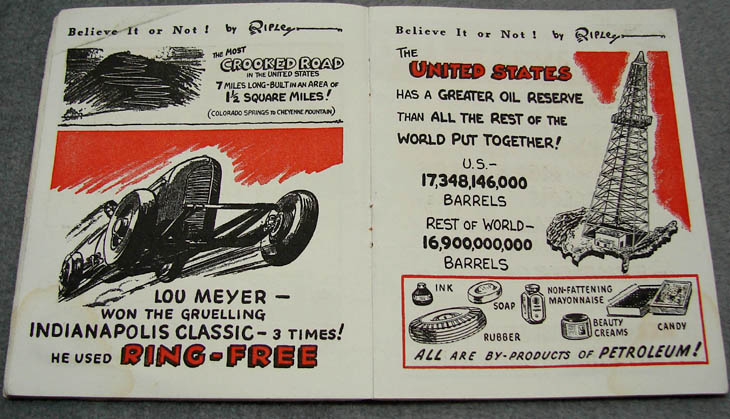 Believe It or Not! by Ripley
THE MOST
CROOKED ROAD
IN THE UNITED STATES
7 MILES LONG-BUILT IN AN AREA OF
1½ SQUARE MILES!
(COLORADO SPRINGS TO CHEYENNE MOUNTAIN)
LOU MEYER—
WON THE GRUELLING
INDIANAPOLIS CLASSIC-3 TIMES!
HE USED RING-FREE
Believe It or Not! by Ripley
THE
UNITED STATES
HAS A GREATER OIL RESERVE
THAN ALL THE REST OF THE
WORLD PUT TOGETHER!
U.S.-
17,348,146,000
BARRELS
REST OF WORLD-
16,900,000,000
BARRELS
INK
SOAP
NON-FATTENING
MAYONNAISE
RUBBER
BEAUTY
CREAMS
CANDY
ALL ARE BY-PRODUCTS OF PETROLEUM!